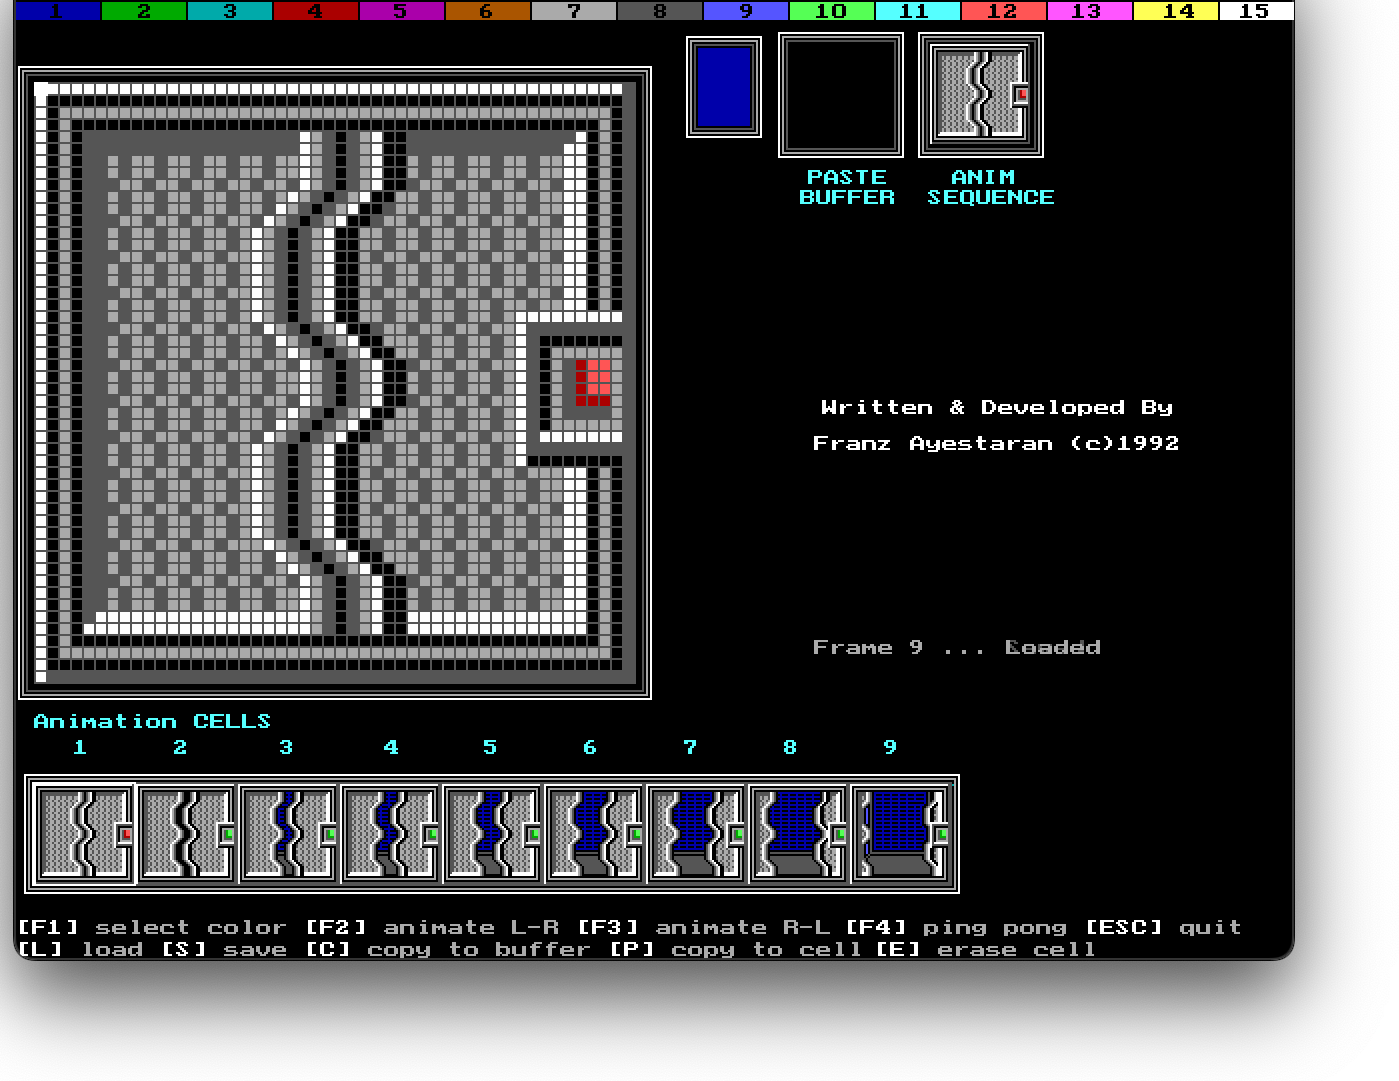 1 2 3 4 5 6 7 8 9 10 11 12 13 14 15
PASTE BUFFER
ANIM SEQUENCE
Written & Developed By
Franz Ayestaran (c)1992
Frame 9 ... Loaded
Animation CELLS
1 2 3 4 5 6 7 8 9
[F1] select color [F2] animate L-R [F3] animate R-L [F4] ping pong [ESC] quit
[L] load [S] save [C] copy to buffer [P] copy to cell [E] erase cell